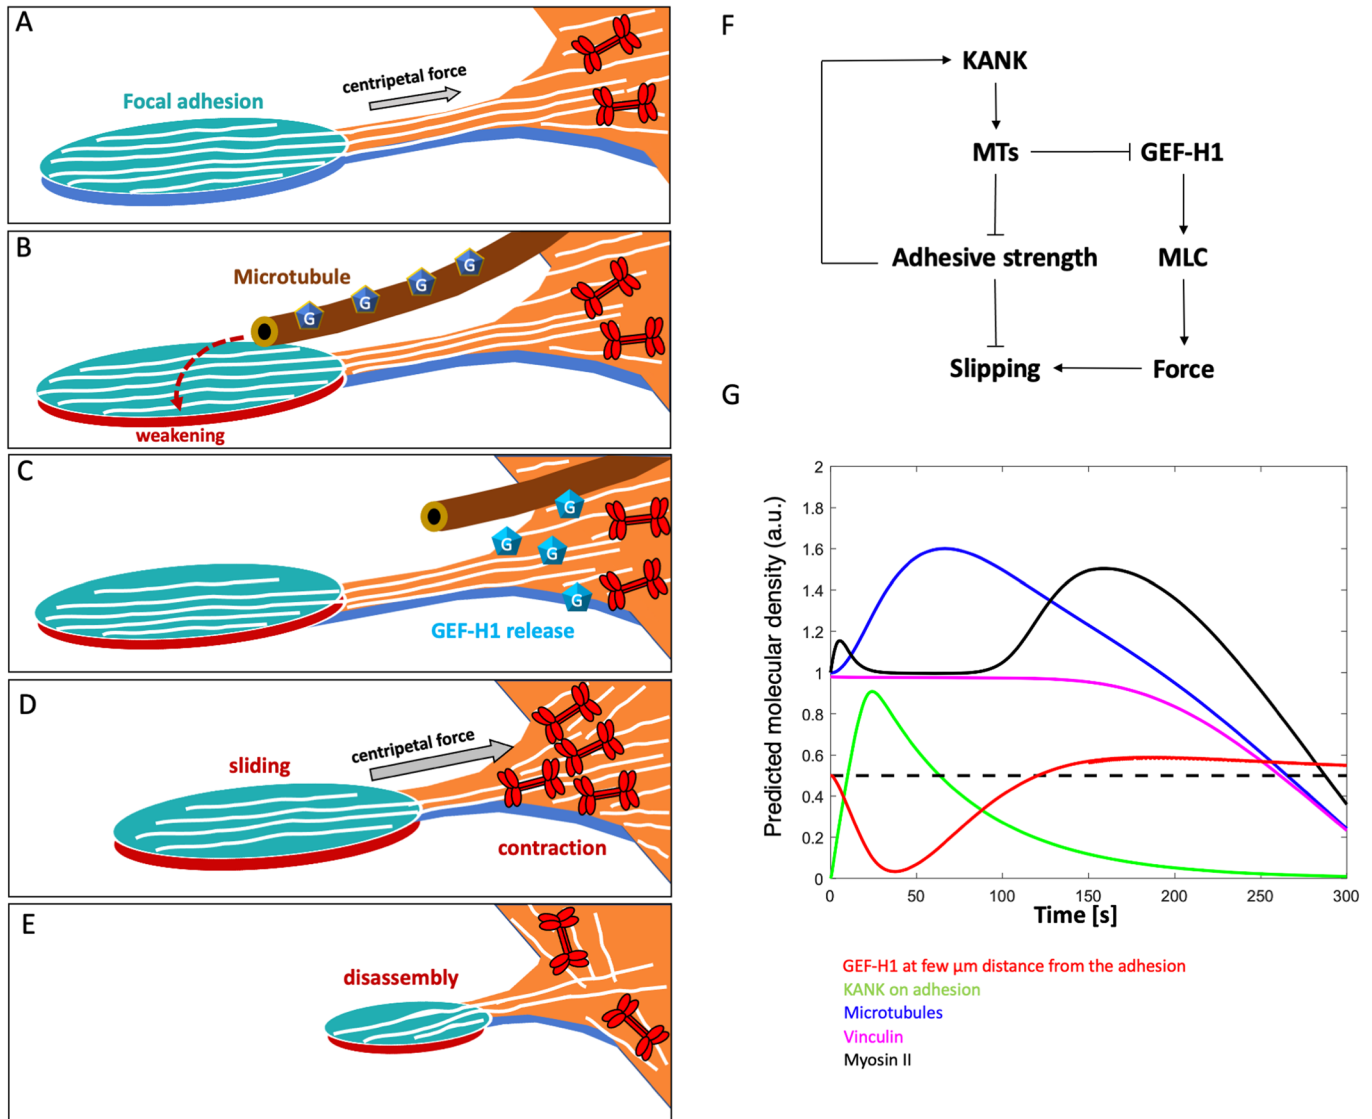 A
Focal adhesion
centripetal force
B
Microtubule
G
G
G
G
weakening
C
G
G
G
G
GEF-H1 release
D
centripetal force
sliding
contraction
E
disassembly
F
KANK
MTs
GEF-H1
Adhesive strength
MLC
Slipping
Force
G
Predicted molecular density (a.u.)
2
1.8
1.6
1.4
1.2
1
0.8
0.6
0.4
0.2
0
0
50
100
150
200
250
300
Time [s]
GEF-H1 at few µm distance from the adhesion
KANK on adhesion
Microtubules
Vinculin
Myosin II